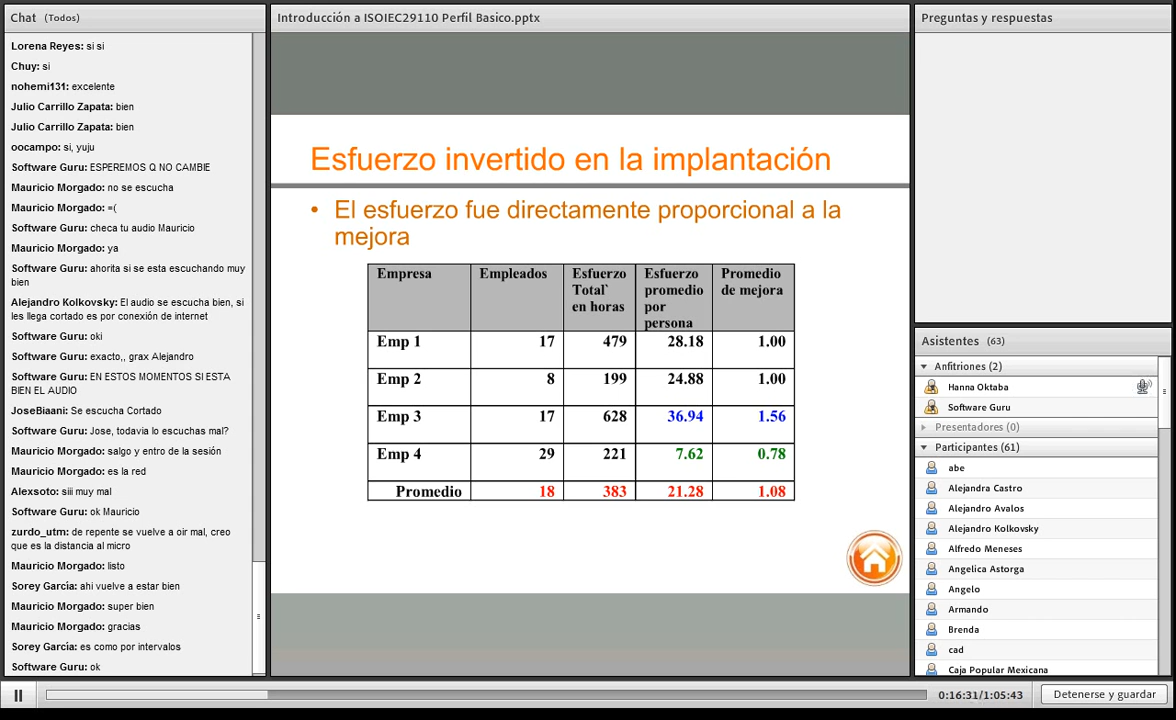 Chat (Todos)
Lorena Reyes: si si
Chuy: si
nohemi131: excelente
Julio Carrillo Zapata: bien
Julio Carrillo Zapata: bien
oocampo: si, yuju
Software Guru: ESPEREMOS Q NO CAMBIE
Mauricio Morgado: no se escucha
Mauricio Morgado: =(
Software Guru: checa tu audio Mauricio
Mauricio Morgado: ya
Software Guru: ahorita si se esta escuchando muy
bien
Alejandro Kolkovsky: El audio se escucha bien, si
les llega cortado es por conexión de internet
Software Guru: oki
Software Guru: exacto,, grax Alejandro
Software Guru: EN ESTOS MOMENTOS SI ESTA
BIEN EL AUDIO
JoseBiaani: Se escucha Cortado
Software Guru: Jose, todavia lo escuchas mal?
Mauricio Morgado: salgo y entro de la sesión
Mauricio Morgado: es la red
Alexsoto: siii muy mal
Software Guru: ok Mauricio
zurdo_utm: de repente se vuelve a oir mal, creo
que es la distancia al micro
Mauricio Morgado: listo
Sorey García: ahi vuelve a estar bien
Mauricio Morgado: super bien
Mauricio Morgado: gracias
Sorey García: es como por intervalos
Software Guru: ok
Introducción a ISOIEC29110 Perfil Basico.pptx
Esfuerzo invertido en la implantación
• El esfuerzo fue directamente proporcional a la
mejora
Empresa Empleados Esfuerzo Total` en horas Esfuerzo promedio por persona Promedio de mejora
Emp 1 17 479 28.18 1.00
Emp 2 8 199 24.88 1.00
Emp 3 17 628 36.94 1.56
Emp 4 29 221 7.62 0.78
Promedio 18 383 21.28 1.08
Preguntas y respuestas
Asistentes (63)
Anfitriones (2)
Hanna Oktaba
Software Guru
Presentadores (0)
Participantes (61)
abe
Alejandra Castro
Alejandro Avalos
Alejandro Kolkovsky
Alfredo Meneses
Angelica Astorga
Angelo
Armando
Brenda
cad
Caja Popular Mexicana
0:16:31/1:05:43
Detenerse y guardar